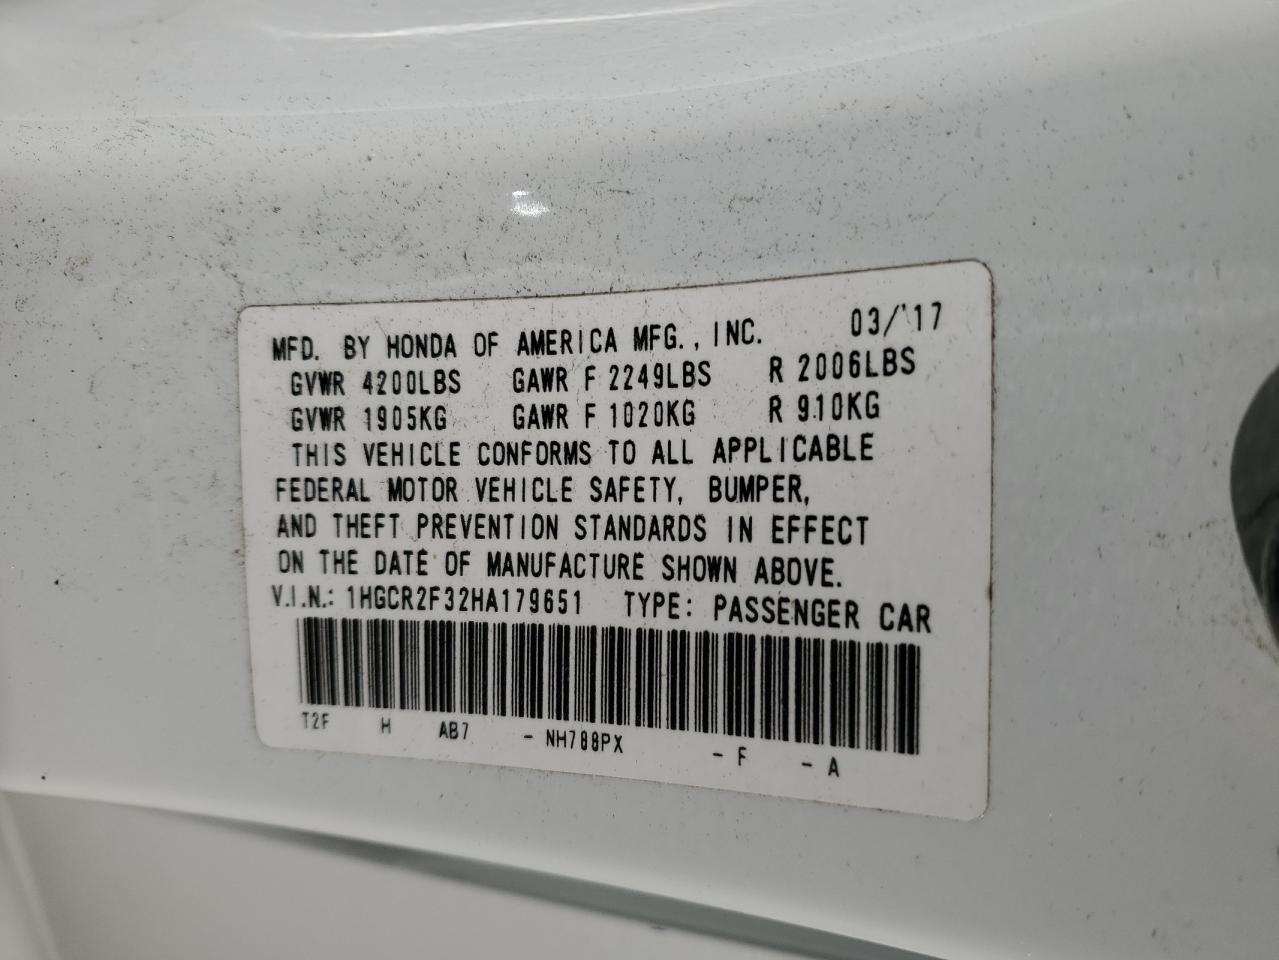 MFD. BY HONDA OF AMERICA MFG., INC. 03/'17
GVWR 4200LBS GAWR F 2249LBS R 2006LBS
GVWR 1905KG GAWR F 1020KG R 910KG
THIS VEHICLE CONFORMS TO ALL APPLICABLE
FEDERAL MOTOR VEHICLE SAFETY, BUMPER,
AND THEFT PREVENTION STANDARDS IN EFFECT
ON THE DATE OF MANUFACTURE SHOWN ABOVE.
V.I.N.: 1HGCR2F32HA179651 TYPE: PASSENGER CAR
T2F H AB7 - NH788PX - F - A